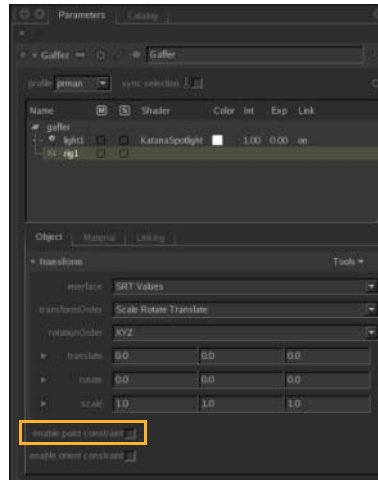 Parameters Catalog
Gaffer Gaffer
profile prman sync selection
Name M S Shader Color Int Exp Link
gaffer
light1 KatanaSpotlight 1.00 0.00 on
rig1
Object Material Linking
transform Tools
interface SRT Values
transformOrder Scale Rotate Translate
rotationOrder XYZ
translate 0.0 0.0 0.0
rotate 0.0 0.0 0.0
scale 1.0 1.0 1.0
enable point constraint
enable orient constraint